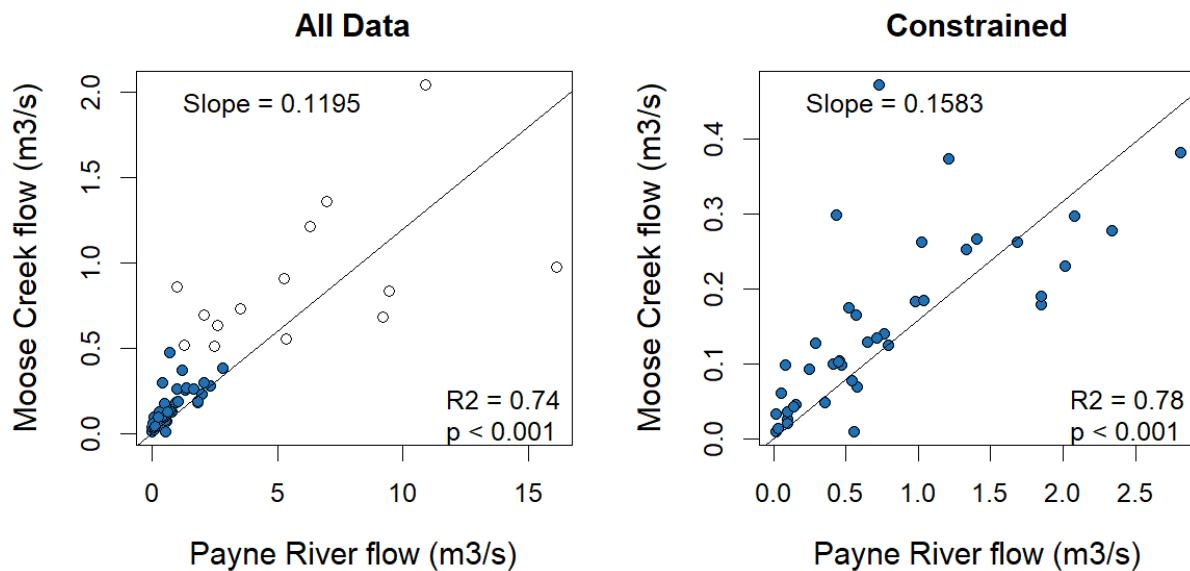 All Data
Slope = 0.1195
R2 = 0.74
p < 0.001
0.0
0.5
1.0
1.5
2.0
Moose Creek flow (m3/s)
0
5
10
15
Payne River flow (m3/s)
Constrained
Slope = 0.1583
R2 = 0.78
p < 0.001
0.0
0.1
0.2
0.3
0.4
Moose Creek flow (m3/s)
0.0
0.5
1.0
1.5
2.0
2.5
Payne River flow (m3/s)